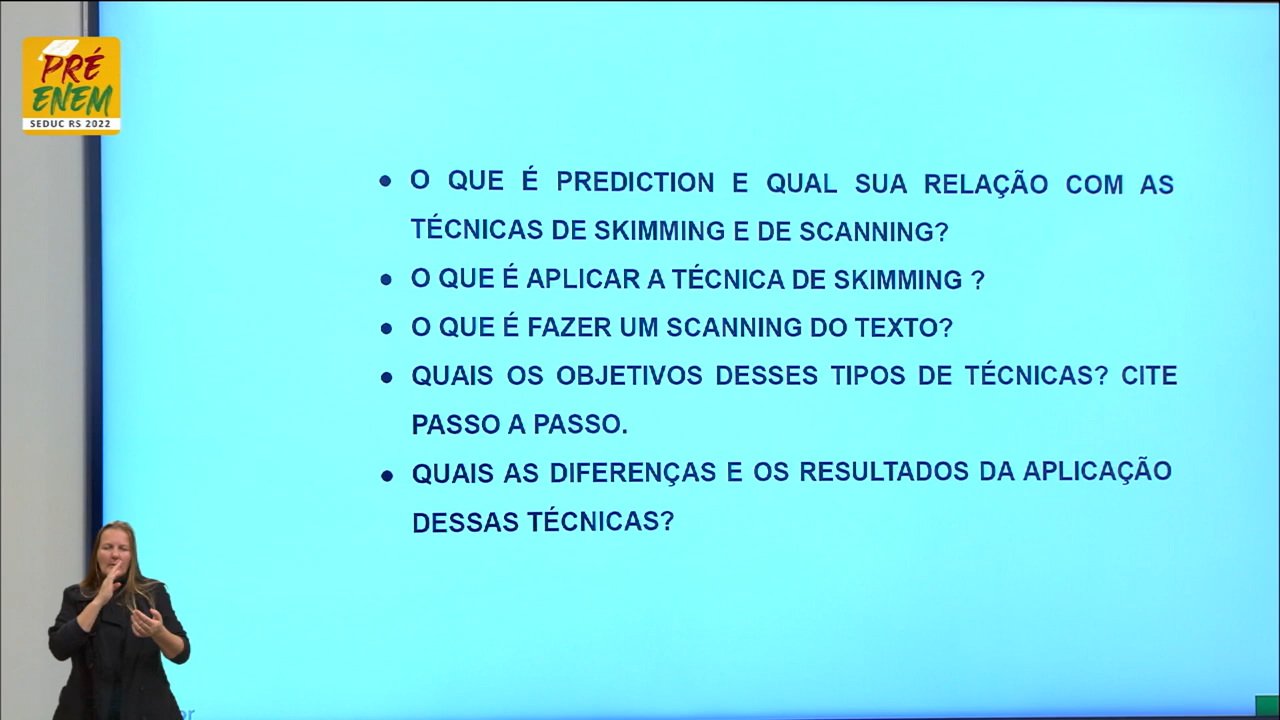 PRÉ
ENEM
SEDUC RS 2022
• O QUE É PREDICTION E QUAL SUA RELAÇÃO COM AS
TÉCNICAS DE SKIMMING E DE SCANNING?
• O QUE É APLICAR A TÉCNICA DE SKIMMING ?
• O QUE É FAZER UM SCANNING DO TEXTO?
• QUAIS OS OBJETIVOS DESSES TIPOS DE TÉCNICAS? CITE
PASSO A PASSO.
• QUAIS AS DIFERENÇAS E OS RESULTADOS DA APLICAÇÃO
DESSAS TÉCNICAS?